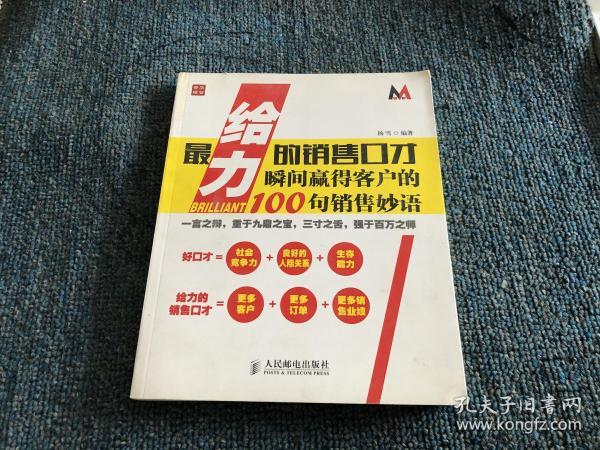 杨雪◎编著
最给力的销售口才
BRILLIANT
瞬间赢得客户的
100句销售妙语
一言之辩，重于九鼎之宝，三寸之舌，强于百万之师
好口才 = 社会竞争力 + 良好的人际关系 + 生存能力
给力的销售口才 = 更多客户 + 更多订单 + 更多销售业绩
人民邮电出版社
POSTS & TELECOM PRESS
孔夫子旧书网
www.kongfz.com